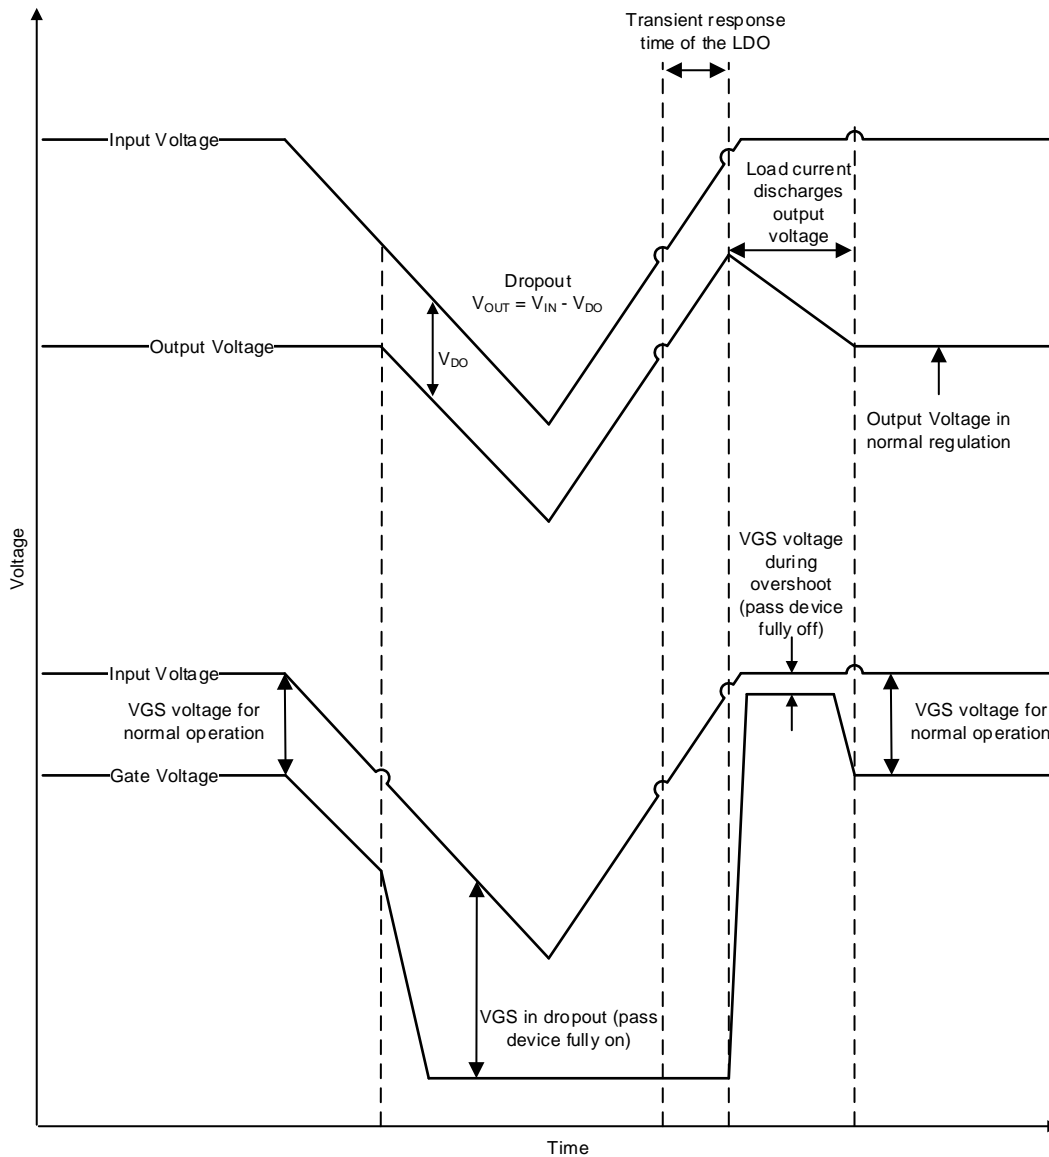 Transient response
time of the LDO
Input Voltage
Load current
discharges
output
voltage
Dropout
VOUT = VIN - VDO
Output Voltage
VDO
Output Voltage in
normal regulation
Voltage
VGS voltage
during
overshoot
(pass device
fully off)
Input Voltage
VGS voltage for
normal operation
VGS voltage for
normal operation
Gate Voltage
VGS in dropout (pass
device fully on)
Time